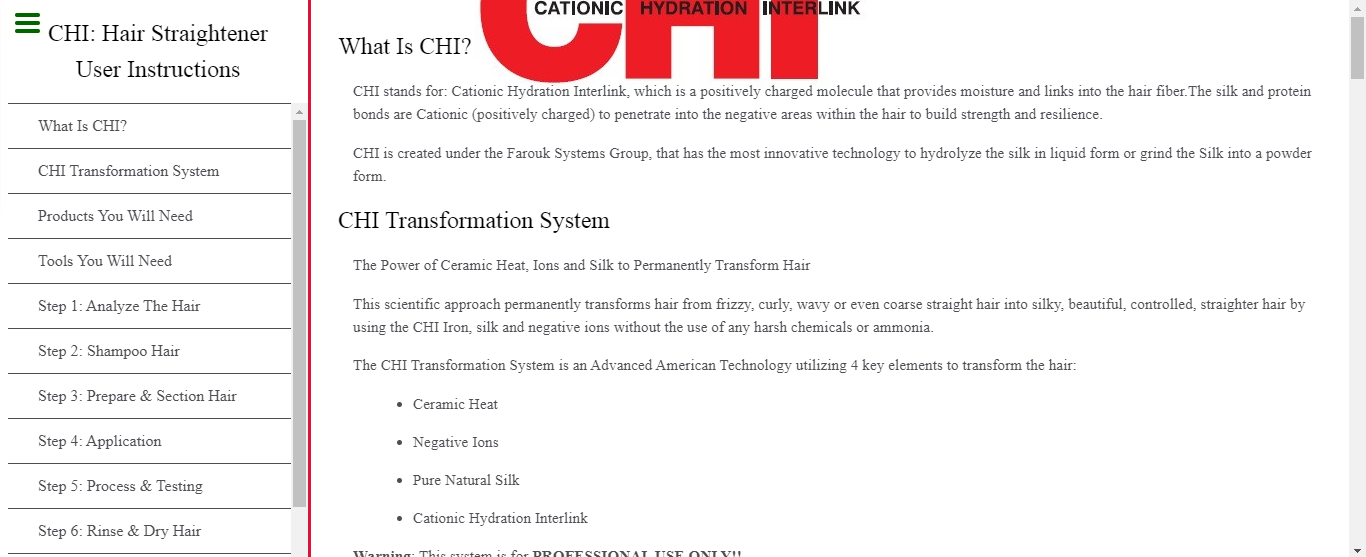 CHI: Hair Straightener
User Instructions
What Is CHI?
CHI Transformation System
Products You Will Need
Tools You Will Need
Step 1: Analyze The Hair
Step 2: Shampoo Hair
Step 3: Prepare & Section Hair
Step 4: Application
Step 5: Process & Testing
Step 6: Rinse & Dry Hair
CHI
CATIONIC HYDRATION INTERLINK
What Is CHI?
CHI stands for: Cationic Hydration Interlink, which is a positively charged molecule that provides moisture and links into the hair fiber.The silk and protein
bonds are Cationic (positively charged) to penetrate into the negative areas within the hair to build strength and resilience.
CHI is created under the Farouk Systems Group, that has the most innovative technology to hydrolyze the silk in liquid form or grind the Silk into a powder
form.
CHI Transformation System
The Power of Ceramic Heat, Ions and Silk to Permanently Transform Hair
This scientific approach permanently transforms hair from frizzy, curly, wavy or even coarse straight hair into silky, beautiful, controlled, straighter hair by
using the CHI Iron, silk and negative ions without the use of any harsh chemicals or ammonia.
The CHI Transformation System is an Advanced American Technology utilizing 4 key elements to transform the hair:
• Ceramic Heat
• Negative Ions
• Pure Natural Silk
• Cationic Hydration Interlink
Warning: This system is for PROFESSIONAL USE ONLY!!